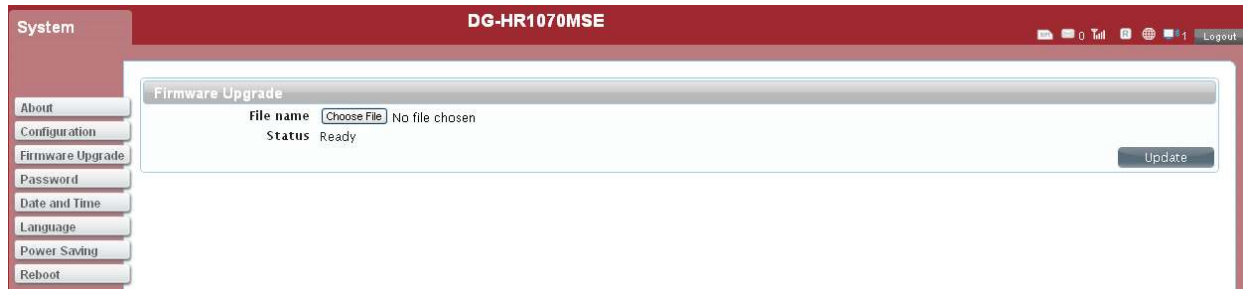 System
DG-HR1070MSE
0 R 1 Logout
Firmware Upgrade
File name Choose File No file chosen
Status Ready
Update
About
Configuration
Firmware Upgrade
Password
Date and Time
Language
Power Saving
Reboot